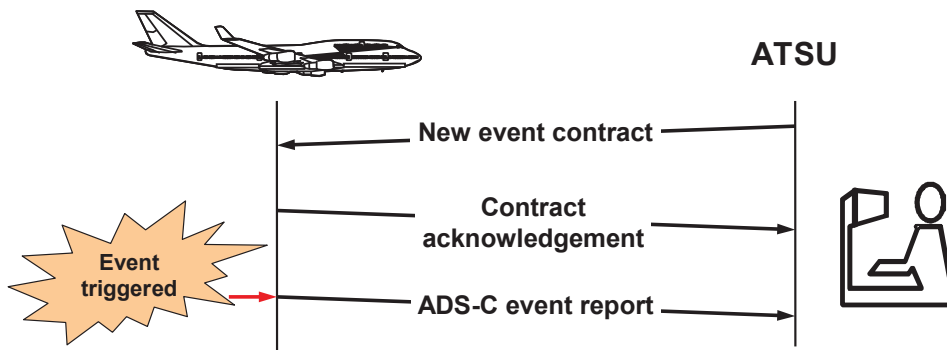 ATSU
New event contract
Contract
acknowledgement
Event
triggered
ADS-C event report